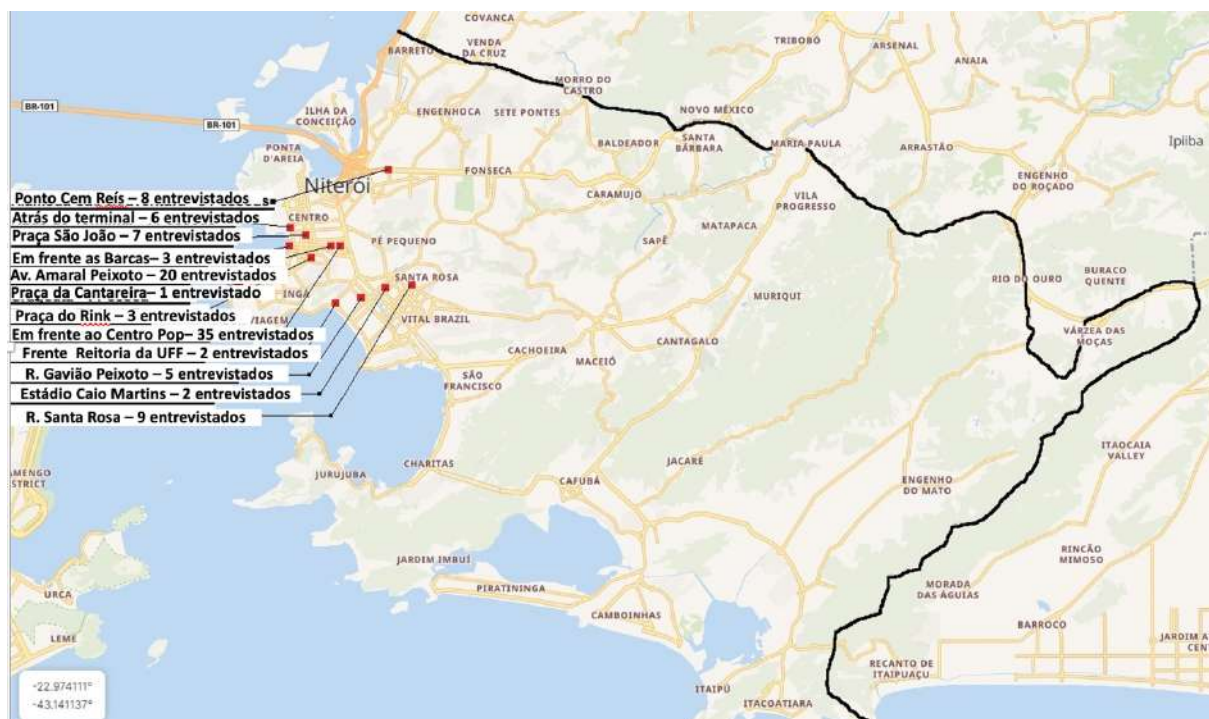 COVANCA
BARRETO
VENDA
DA CRUZ
TRIBOBÓ
ARSENAL
ANAIA
MORRO DO
CASTRO
BR-101
BR-101
ILHA DA
CONCEIÇÃO
ENGENHOCA
SETE PONTES
NOVO MÉXICO
BALDEADOR
SANTA
BÁRBARA
MARIA PAULA
ARRASTÃO
Ipiiba
PONTA
D'AREIA
FONSECA
ENGENHO
DO ROÇADO
Niterói
CARAMUJO
VILA
PROGRESSO
Ponto Cem Reís – 8 entrevistados
s
Atrás do terminal – 6 entrevistados
CENTRO
MATAPACA
Praça São João – 7 entrevistados
PÉ PEQUENO
SAPÊ
Em frente as Barcas– 3 entrevistados
Av. Amaral Peixoto – 20 entrevistados
SANTA ROSA
RIO DO OURO
BURACO
QUENTE
Praça da Cantareira– 1 entrevistado
INGÁ
MURIQUI
Praça do Rink – 3 entrevistados
VIAGEM
VITAL BRAZIL
Em frente ao Centro Pop– 35 entrevistados
VÁRZEA DAS
MOÇAS
CANTAGALO
Frente Reitoria da UFF – 2 entrevistados
CACHOEIRA
MACEIÓ
R. Gavião Peixoto – 5 entrevistados
SÃO
FRANCISCO
Estádio Caio Martins – 2 entrevistados
R. Santa Rosa – 9 entrevistados
ITAOCAIA
VALLEY
AMENGO
STRICT
JURUJUBA
CHARITAS
JACARÉ
CAFUBÁ
ENGENHO
DO MATO
JARDIM IMBUÍ
RINCÃO
MIMOSO
PIRATININGA
MORADA
DAS ÁGUIAS
URCA
CAMBOINHAS
BARROCO
LEME
JARDIM A
CENT
RECANTO DE
ITAIPUAÇU
ITAIPÚ
ITACOATIARA
-22.974111°
-43.141137°